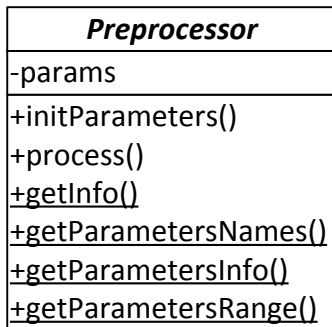 Preprocessor
-params
+initParameters()
+process()
+getInfo()
+getParametersNames()
+getParametersInfo()
+getParametersRange()